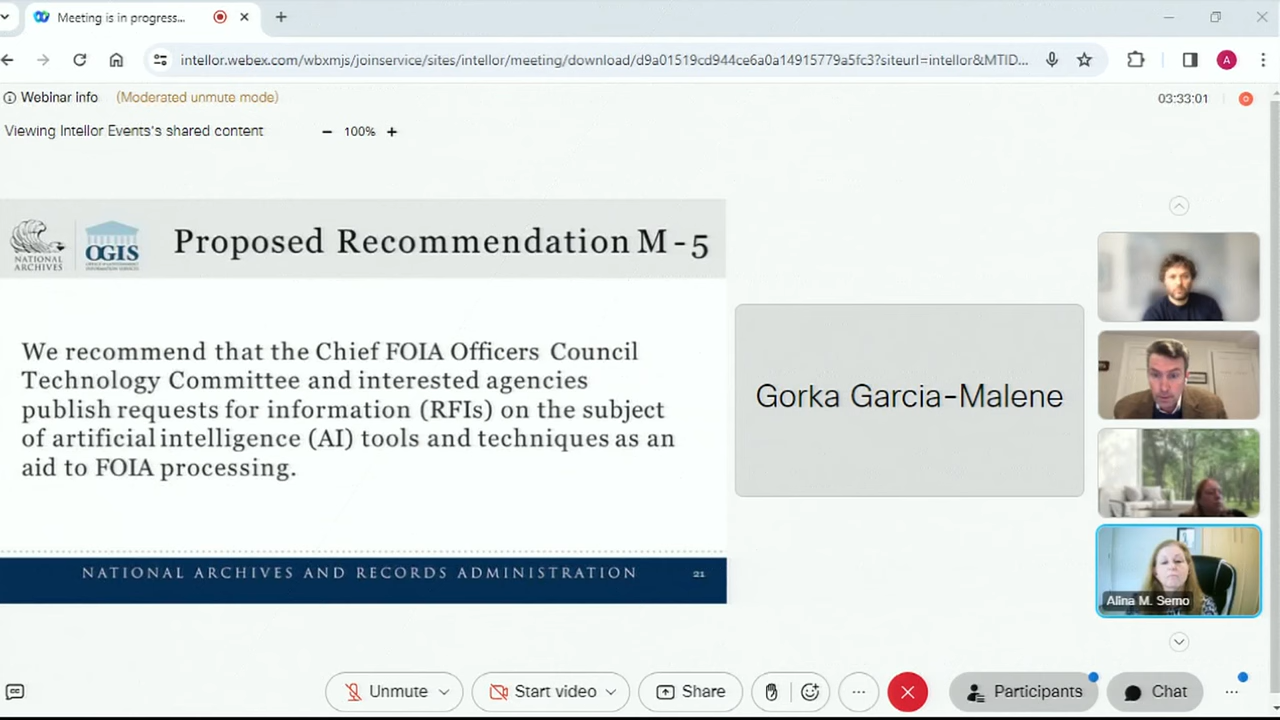 Meeting is in progress...
intellor.webex.com/wbxmjs/joinservice/sites/intellor/meeting/download/d9a01519cd944ce6a0a14915779a5fc3?siteurl=intellor&MTID...
A
Webinar info (Moderated unmute mode)
03:33:01
Viewing Intellor Events's shared content
100%
NATIONAL ARCHIVES
OGIS
Proposed Recommendation M-5
We recommend that the Chief FOIA Officers Council
Technology Committee and interested agencies
publish requests for information (RFIs) on the subject
of artificial intelligence (AI) tools and techniques as an
aid to FOIA processing.
NATIONAL ARCHIVES AND RECORDS ADMINISTRATION
21
Gorka Garcia-Malene
Alina M. Semo
Unmute
Start video
Share
Participants
Chat